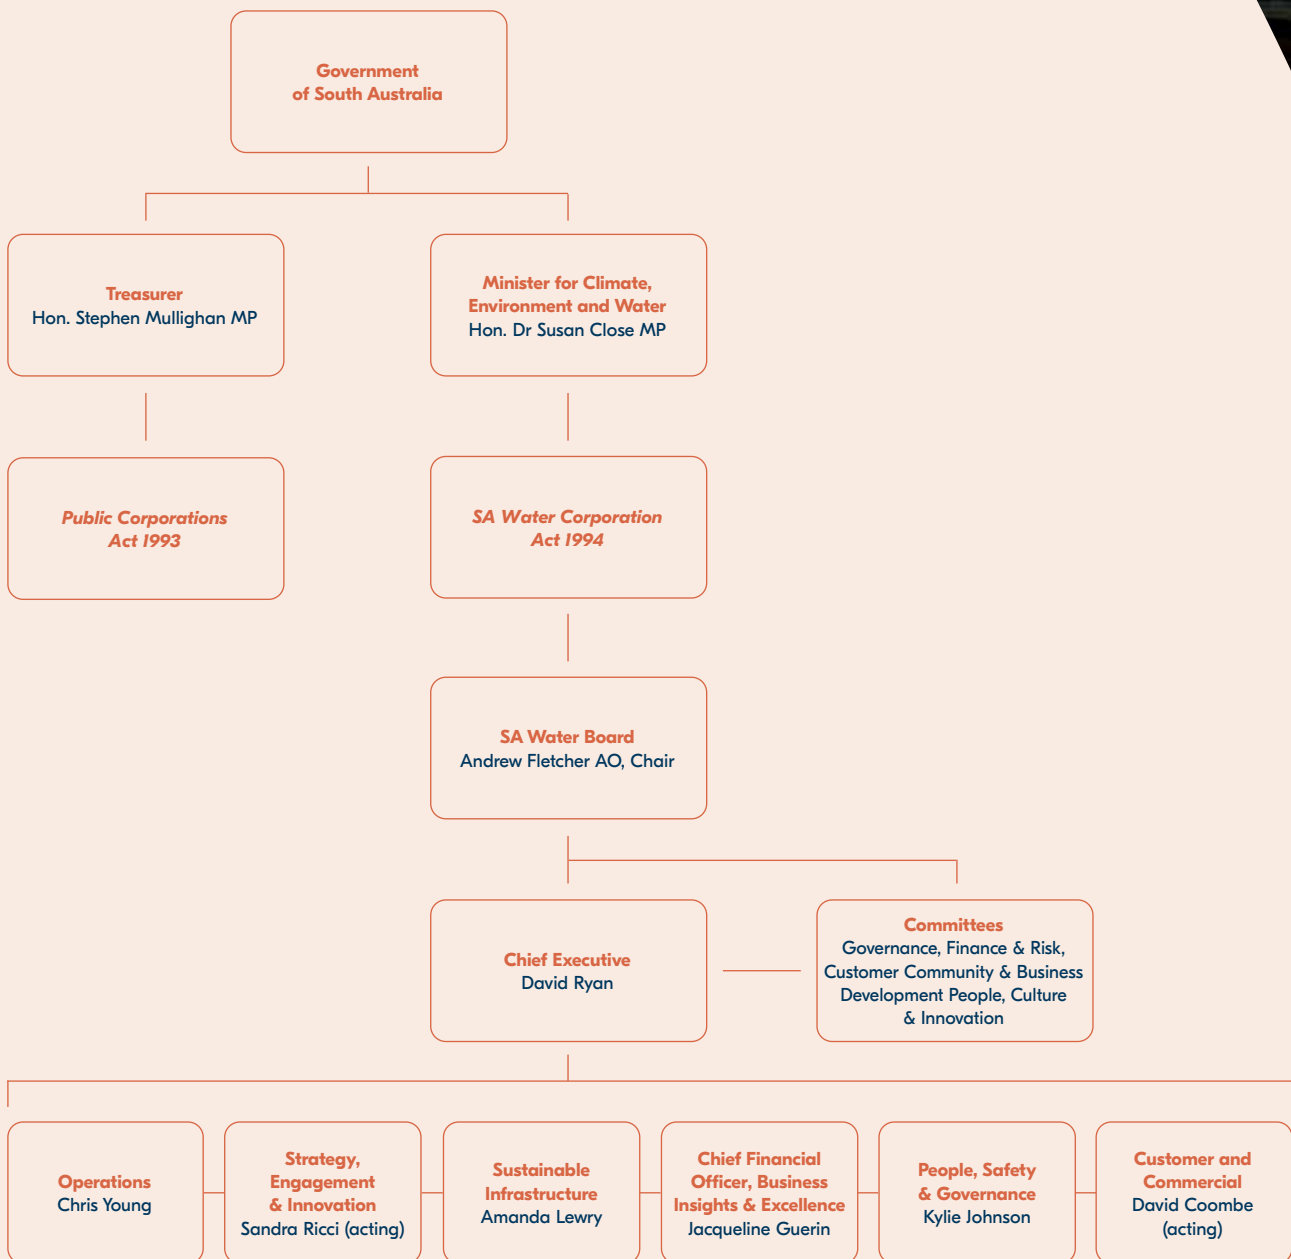 Government
of South Australia
Treasurer
Hon. Stephen Mullighan MP
Minister for Climate,
Environment and Water
Hon. Dr Susan Close MP
Public Corporations
Act 1993
SA Water Corporation
Act 1994
SA Water Board
Andrew Fletcher AO, Chair
Chief Executive
David Ryan
Committees
Governance, Finance & Risk,
Customer Community & Business
Development People, Culture
& Innovation
Operations
Chris Young
Strategy,
Engagement
& Innovation
Sandra Ricci (acting)
Sustainable
Infrastructure
Amanda Lewry
Chief Financial
Officer, Business
Insights & Excellence
Jacqueline Guerin
People, Safety
& Governance
Kylie Johnson
Customer and
Commercial
David Coombe
(acting)